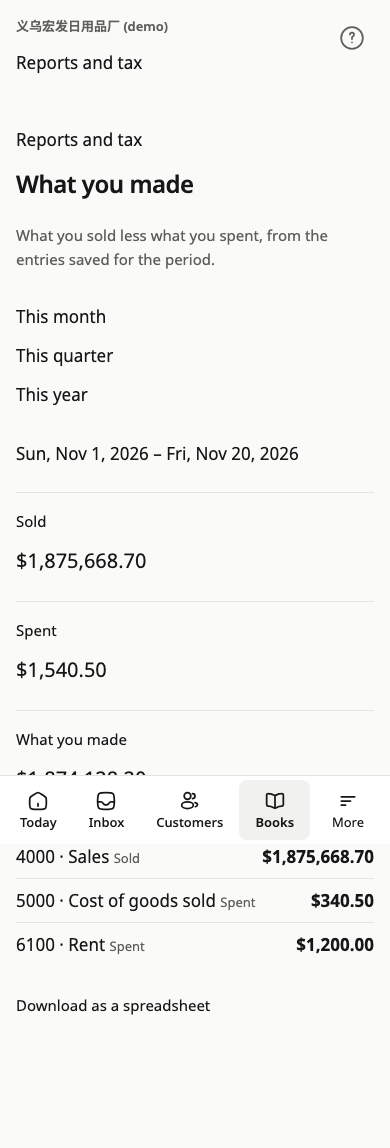 义乌宏发日用品厂 (demo)
Reports and tax
Reports and tax
What you made
What you sold less what you spent, from the
entries saved for the period.
This month
This quarter
This year
Sun, Nov 1, 2026 – Fri, Nov 20, 2026
Sold
$1,875,668.70
Spent
$1,540.50
What you made
Today Inbox Customers Books More
4000 · Sales Sold $1,875,668.70
5000 · Cost of goods sold Spent $340.50
6100 · Rent Spent $1,200.00
Download as a spreadsheet